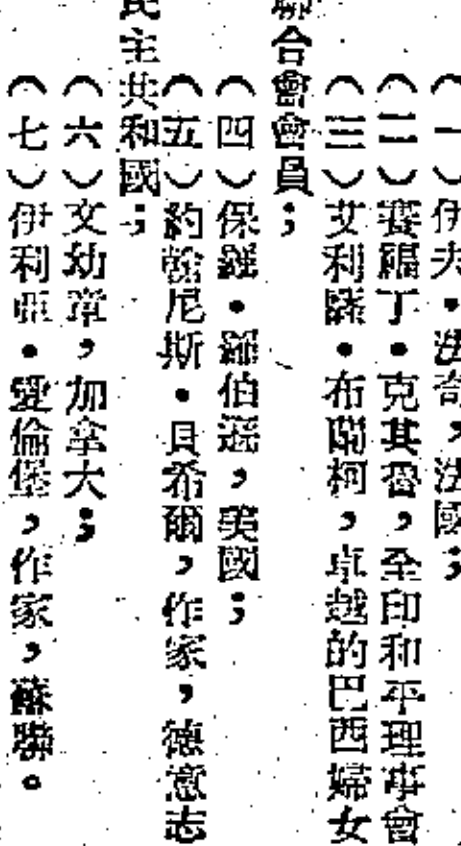 （一）伊夫·法奇，法國；
（二）賽福丁·克其魯，全印和平理事會
（三）艾利露·布蘭柯，卓越的巴西婦女
聯合會會員；
（四）保羅·羅伯遜，美國；
（五）約翰尼斯·貝希爾，作家，德意志
民主共和國；
（六）文幼章，加拿大；
（七）伊利亞·愛倫堡，作家，蘇聯。